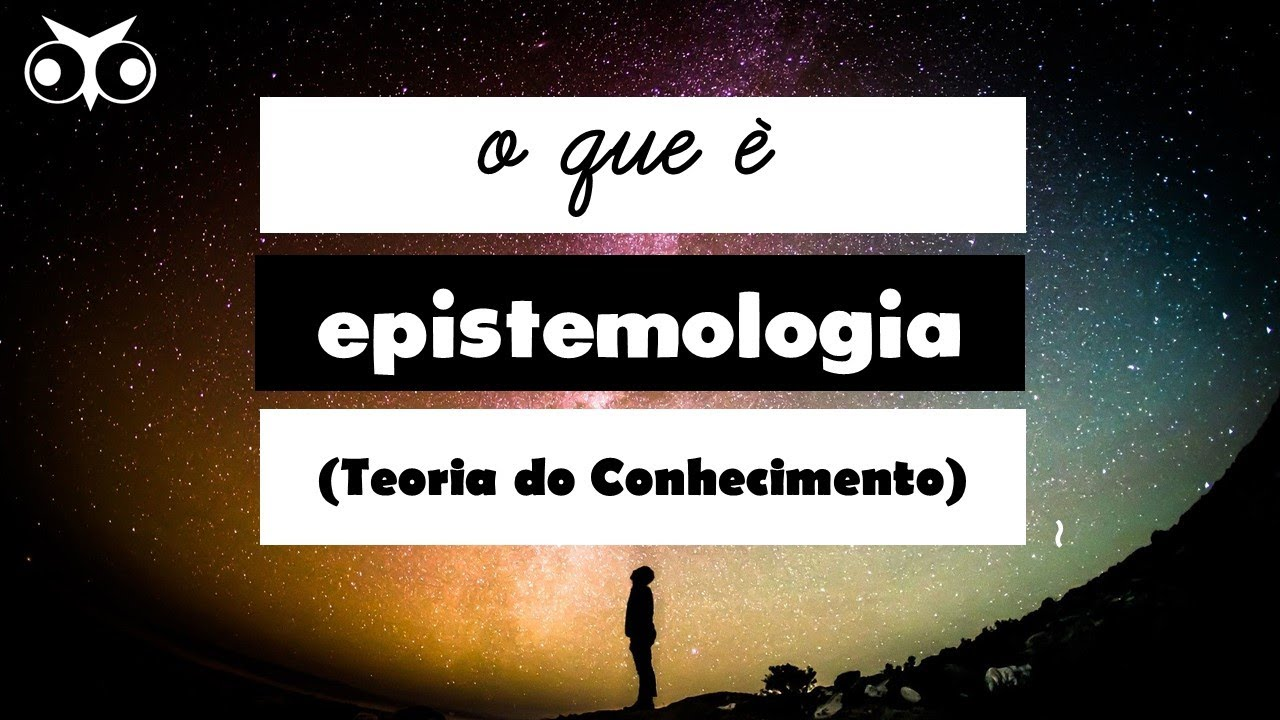 o que è
epistemologia
(Teoria do Conhecimento)
~